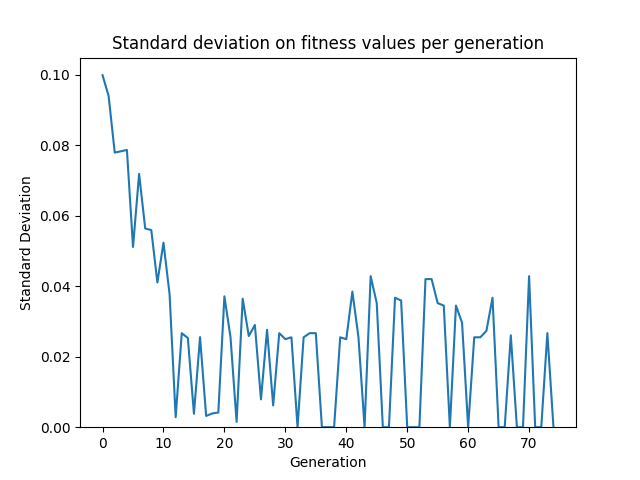 Standard deviation on fitness values per generation
0.10
0.08
0.06
0.04
0.02
0.00
Standard Deviation
0 10 20 30 40 50 60 70
Generation